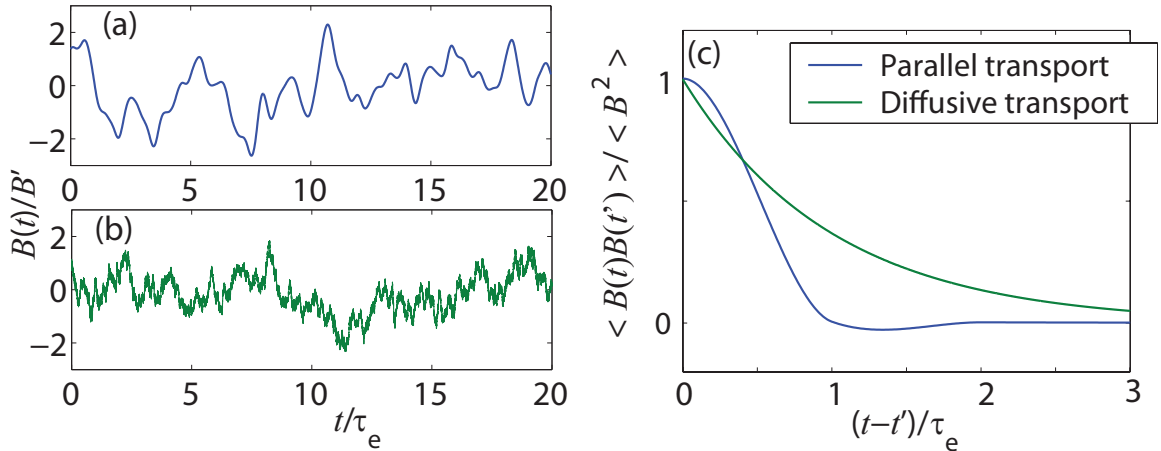 (a)
2
0
−2
0 5 10 15 20
B(t)/B'
(b)
2
0
−2
0 5 10 15 20
t/τe
(c)
Parallel transport
Diffusive transport
< B(t)B(t') >/< B² >
1
0
0 1 2 3
(t−t')/τe